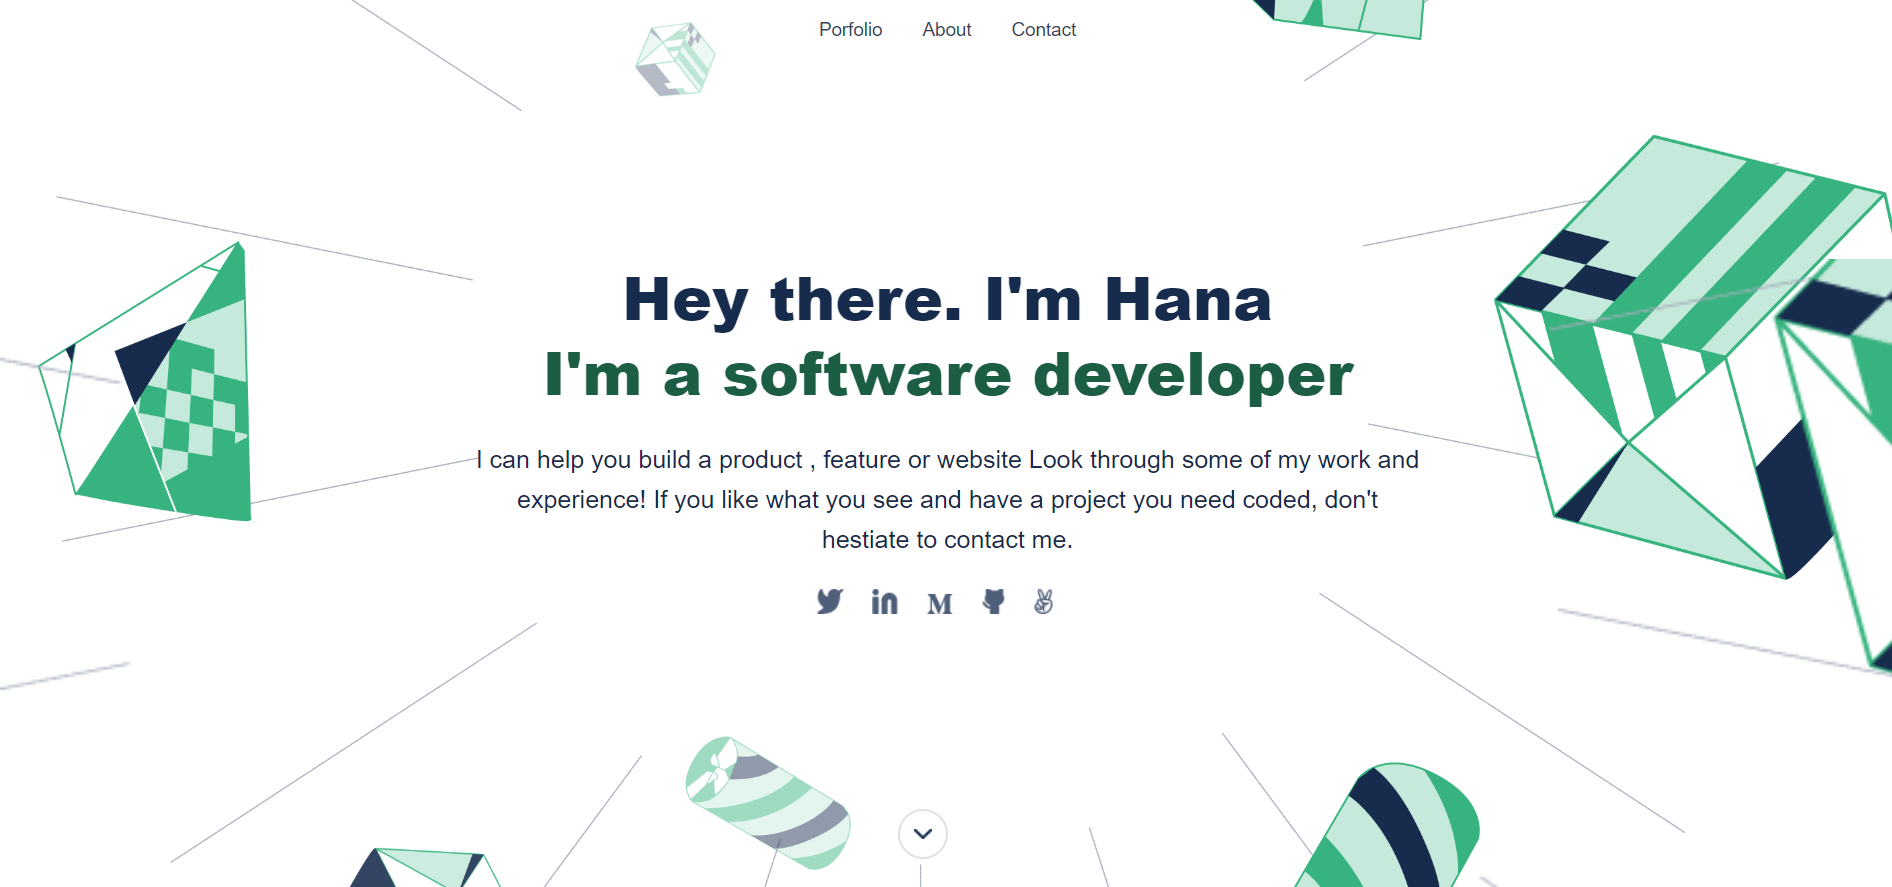 Porfolio About Contact
Hey there. I'm Hana
I'm a software developer
I can help you build a product , feature or website Look through some of my work and
experience! If you like what you see and have a project you need coded, don't
hestiate to contact me.